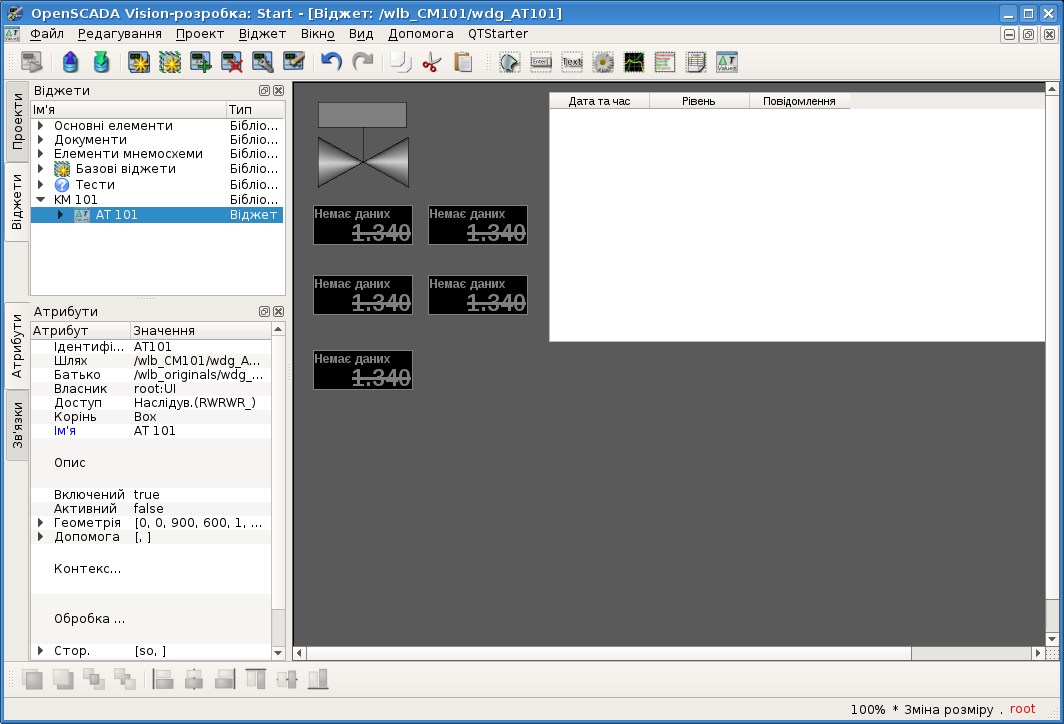 OpenSCADA Vision-розробка: Start - [Віджет: /wlb_CM101/wdg_AT101]
Файл Редагування Проект Віджет Вікно Вид Допомога QTStarter
Проекти
Віджети
Віджети
Ім'я Тип
Основні елементи Бібліо...
Документи Бібліо...
Елементи мнемосхеми Бібліо...
Базові віджети Бібліо...
Тести Бібліо...
КМ 101 Бібліо...
АТ 101 Віджет
Атрибути
Зв'язки
Атрибути
Атрибут Значення
Ідентифі... AT101
Шлях /wlb_CM101/wdg_A...
Батько /wlb_originals/wdg_...
Власник root:UI
Доступ Наслідув.(RWRWR_)
Корінь Box
Ім'я АТ 101
Опис
Включений true
Активний false
Геометрія [0, 0, 900, 600, 1, ...
Допомога [, ]
Контекс...
Обробка ...
Стор. [so, ]
Немає даних
1.340
Немає даних
1.340
Немає даних
1.340
Немає даних
1.340
Немає даних
1.340
Дата та час Рівень Повідомлення
100% * Зміна розміру . root